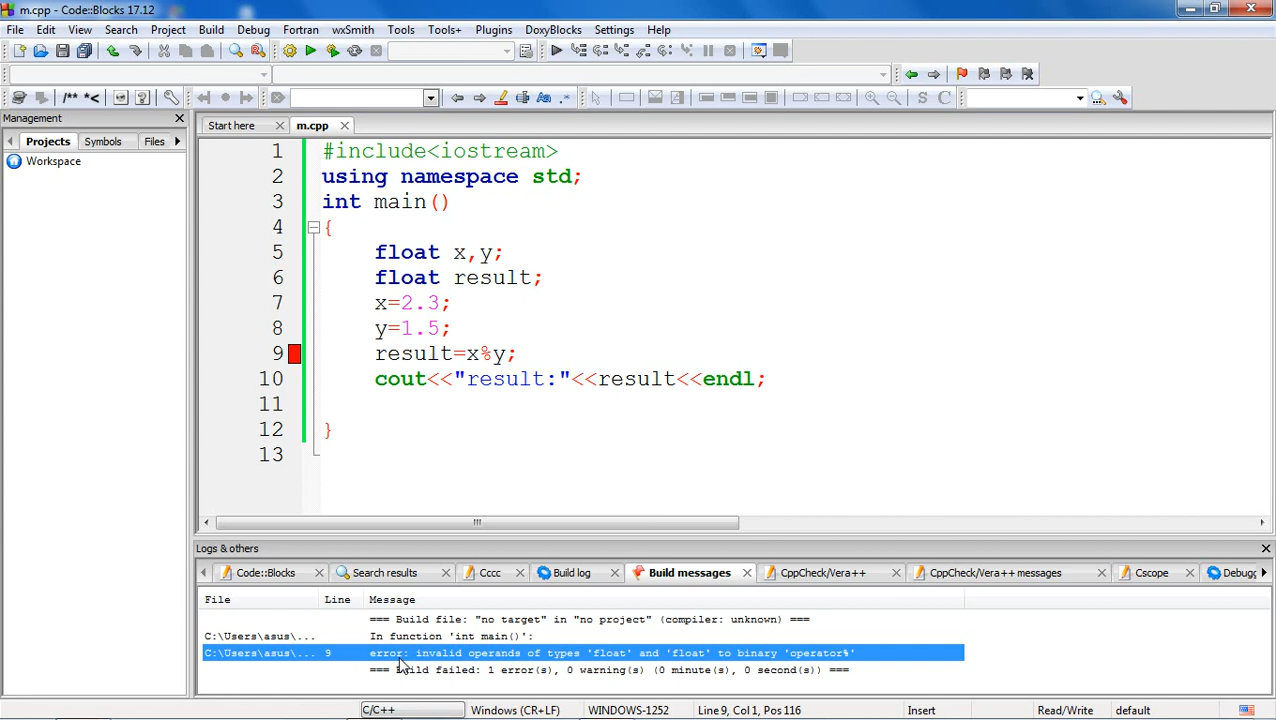 m.cpp - Code::Blocks 17.12
File Edit View Search Project Build Debug Fortran wxSmith Tools Tools+ Plugins DoxyBlocks Settings Help
/** *<
S C
Management
Start here m.cpp
Projects Symbols Files
Workspace
1 #include<iostream>
2 using namespace std;
3 int main()
4 {
5 float x,y;
6 float result;
7 x=2.3;
8 y=1.5;
9 result=x%y;
10 cout<<"result:"<<result<<endl;
11
12 }
13
Logs & others
Code::Blocks Search results Cccc Build log Build messages CppCheck/Vera++ CppCheck/Vera++ messages Cscope Debugg
File Line Message
=== Build file: "no target" in "no project" (compiler: unknown) ===
C:\Users\asus\... In function 'int main()':
C:\Users\asus\... 9 error: invalid operands of types 'float' and 'float' to binary 'operator%'
=== Build failed: 1 error(s), 0 warning(s) (0 minute(s), 0 second(s)) ===
C/C++ Windows (CR+LF) WINDOWS-1252 Line 9, Col 1, Pos 116 Insert Read/Write default